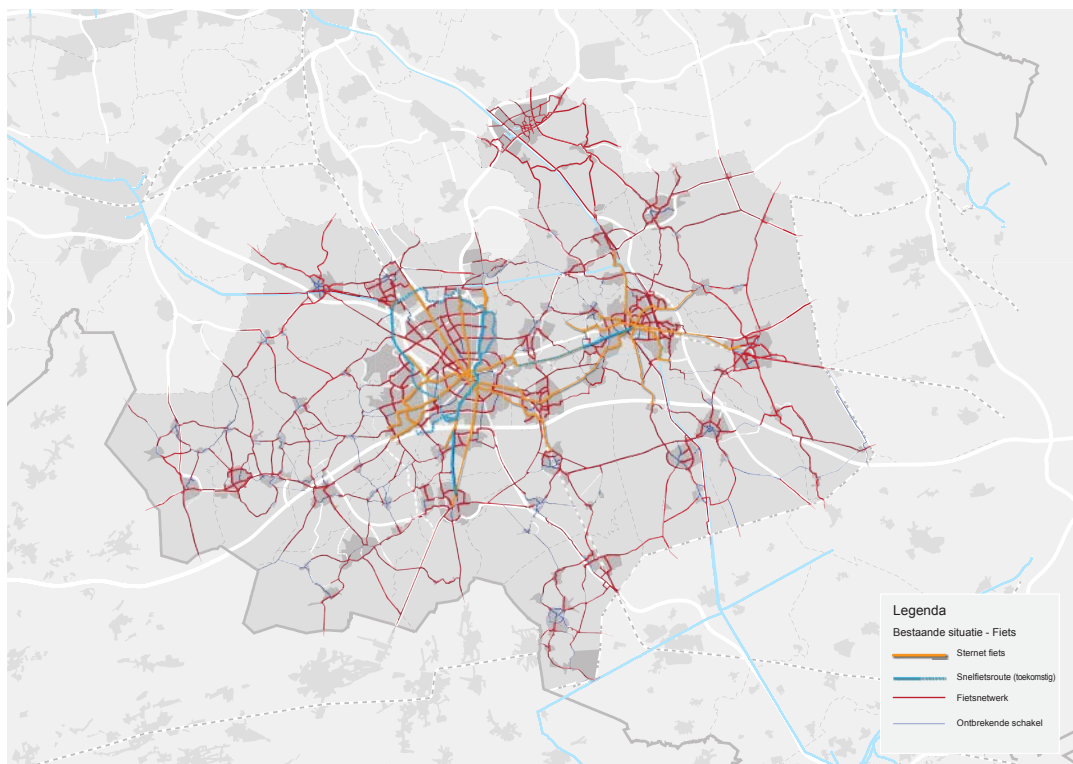 Legenda
Bestaande situatie - Fiets
Sternet fiets
Snelfietsroute (toekomstig)
Fietsnetwerk
Ontbrekende schakel